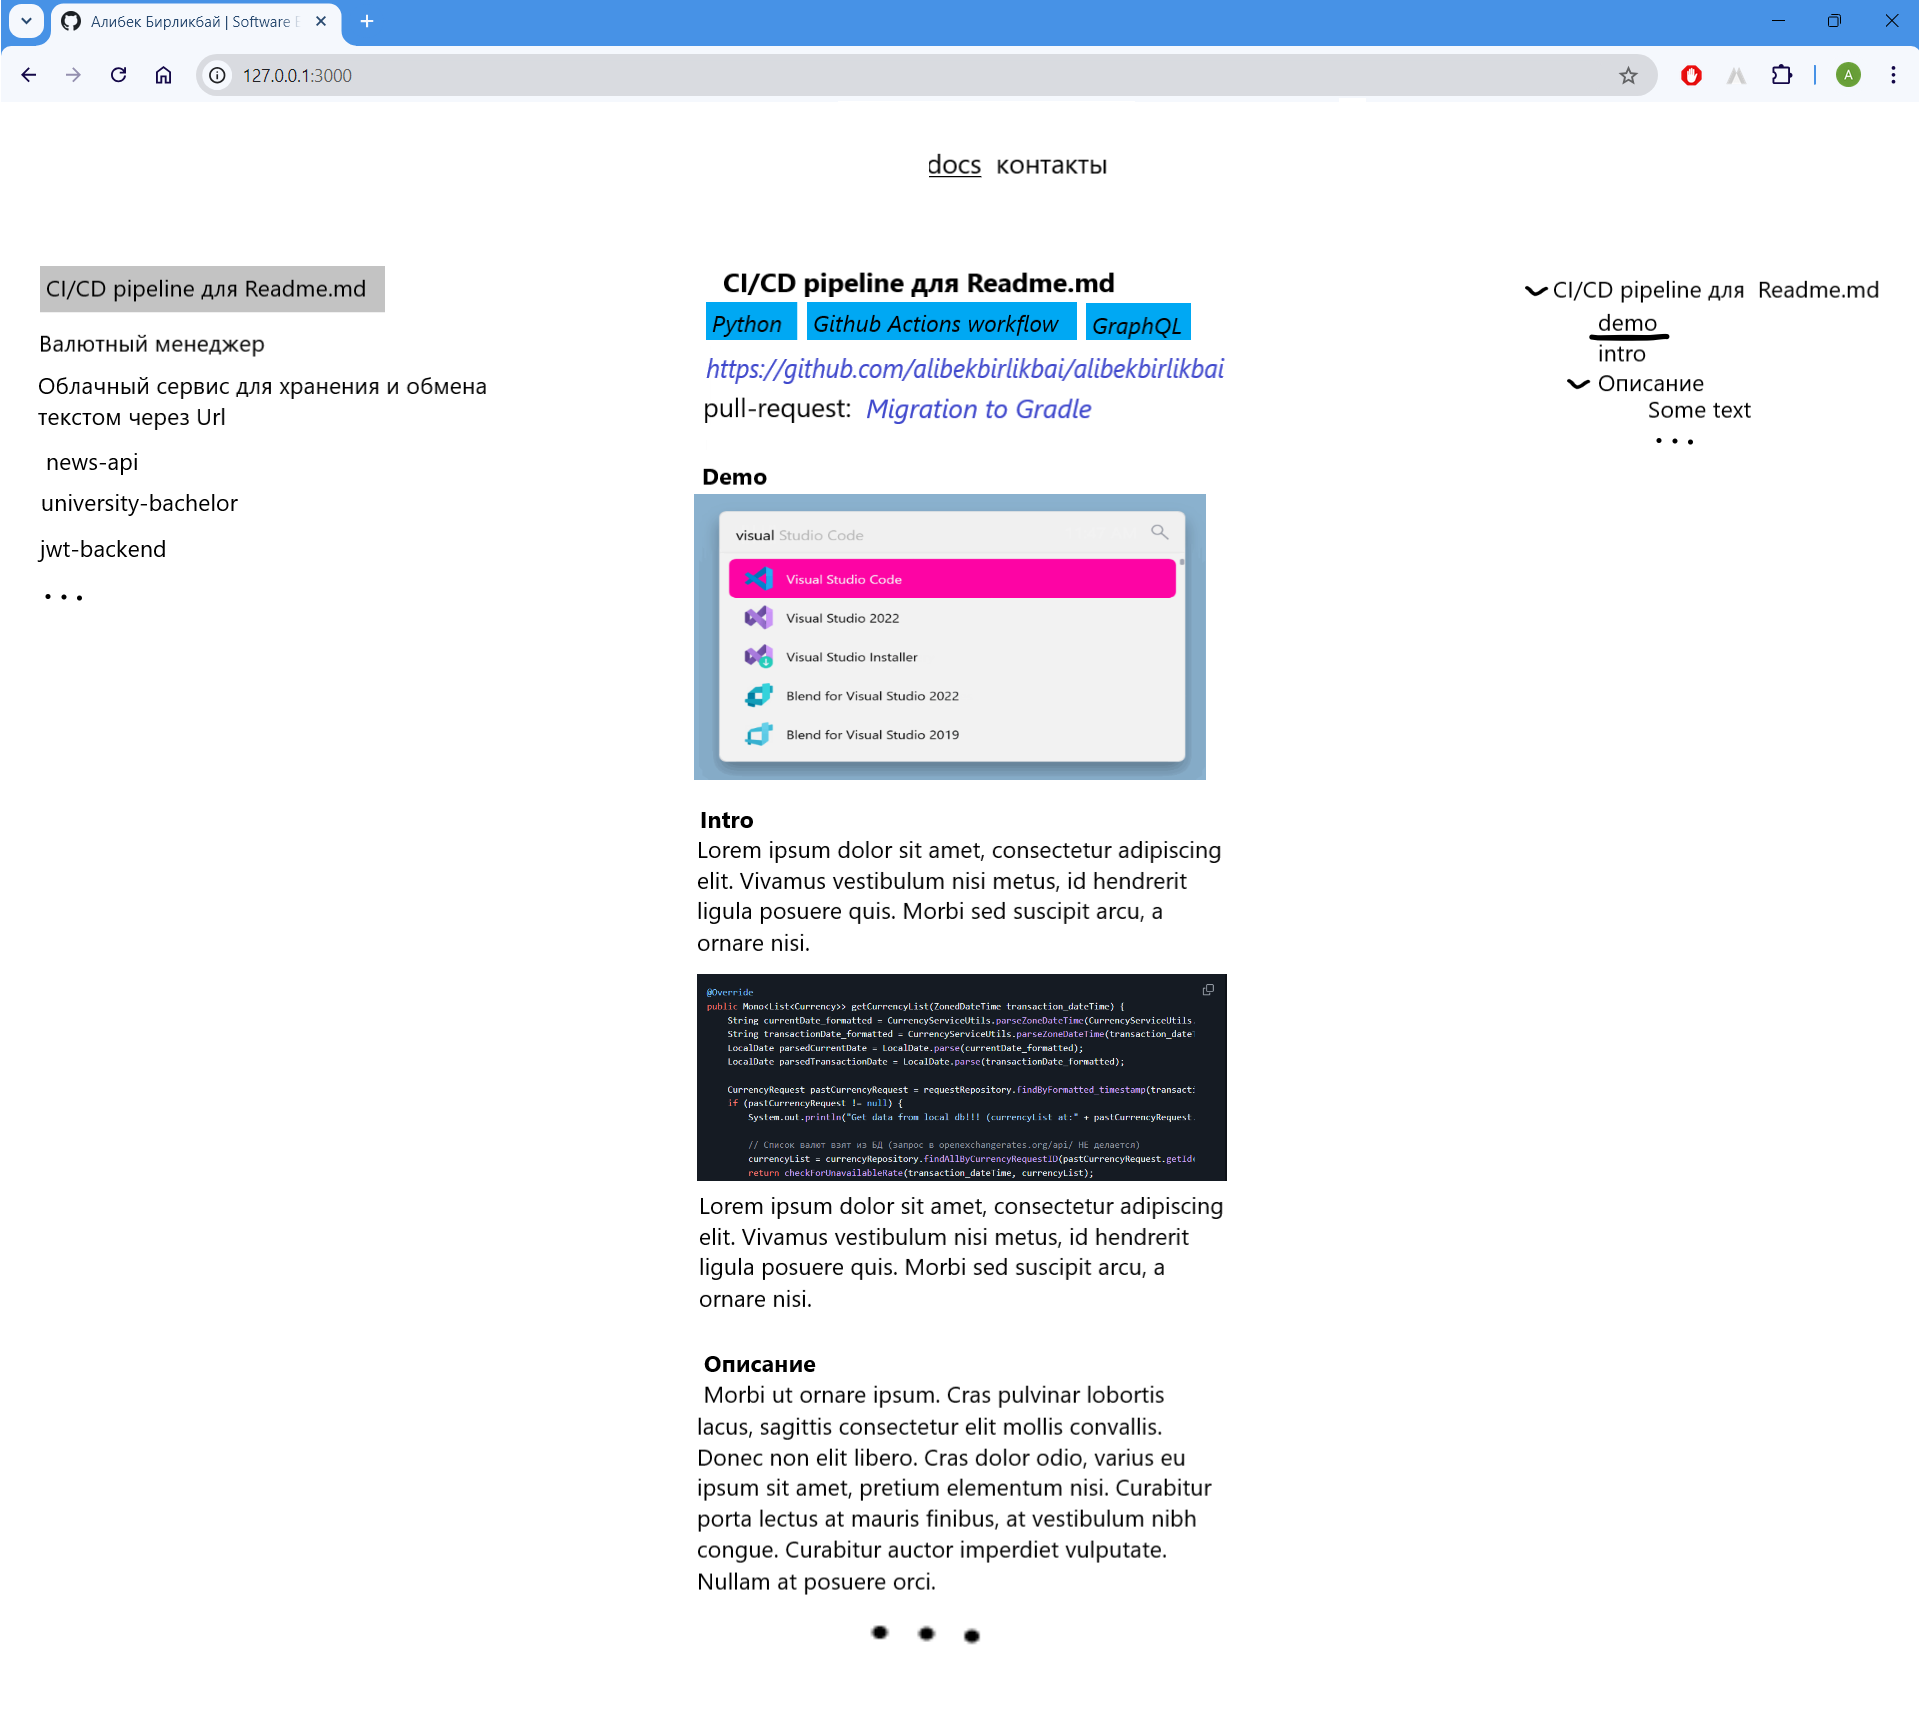 Алибек Бирликбай | Software
127.0.0.1:3000
A
docs контакты
CI/CD pipeline для Readme.md
Валютный менеджер
Облачный сервис для хранения и обмена
текстом через Url
news-api
university-bachelor
jwt-backend
...
CI/CD pipeline для Readme.md
Python Github Actions workflow GraphQL
https://github.com/alibekbirlikbai/alibekbirlikbai
pull-request: Migration to Gradle
Demo
visual Studio Code
Visual Studio Code
Visual Studio 2022
Visual Studio Installer
Blend for Visual Studio 2022
Blend for Visual Studio 2019
Intro
Lorem ipsum dolor sit amet, consectetur adipiscing
elit. Vivamus vestibulum nisi metus, id hendrerit
ligula posuere quis. Morbi sed suscipit arcu, a
ornare nisi.
@Override
public Mono<List<Currency>> getCurrencyList(ZonedDateTime transaction_dateTime) {
String currentDate_formatted = CurrencyServiceUtils.parseZoneDateTime(CurrencyServiceUtils.
String transactionDate_formatted = CurrencyServiceUtils.parseZoneDateTime(transaction_dateT
LocalDate parsedCurrentDate = LocalDate.parse(currentDate_formatted);
LocalDate parsedTransactionDate = LocalDate.parse(transactionDate_formatted);
CurrencyRequest pastCurrencyRequest = requestRepository.findByFormatted_timestamp(transacti
if (pastCurrencyRequest != null) {
System.out.println("Get data from local db!!! (currencyList at:" + pastCurrencyRequest.
// Список валют взят из БД (запрос в openexchangerates.org/api/ НЕ делается)
currencyList = currencyRepository.findAllByCurrencyRequestID(pastCurrencyRequest.getId(
return checkForUnavailableRate(transaction_dateTime, currencyList);
Lorem ipsum dolor sit amet, consectetur adipiscing
elit. Vivamus vestibulum nisi metus, id hendrerit
ligula posuere quis. Morbi sed suscipit arcu, a
ornare nisi.
Описание
Morbi ut ornare ipsum. Cras pulvinar lobortis
lacus, sagittis consectetur elit mollis convallis.
Donec non elit libero. Cras dolor odio, varius eu
ipsum sit amet, pretium elementum nisi. Curabitur
porta lectus at mauris finibus, at vestibulum nibh
congue. Curabitur auctor imperdiet vulputate.
Nullam at posuere orci.
...
CI/CD pipeline для Readme.md
demo
intro
Описание
Some text
...